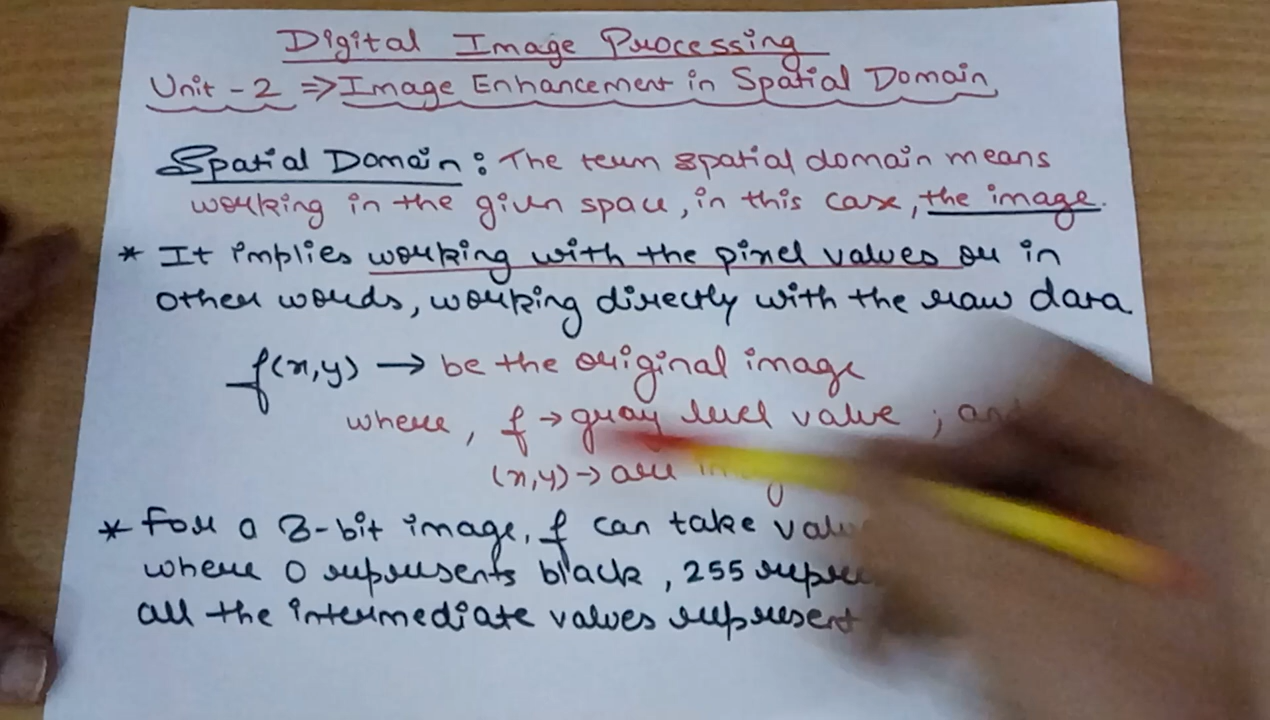 Digital Image Processing
Unit - 2 ⇒ Image Enhancement in Spatial Domain
Spatial Domain: The term spatial domain means
working in the given space, in this case, the image.
* It implies working with the pixel values or in
other words, working directly with the raw data
f(x,y) → be the original image
where, f → gray level value ; and
(x,y) → are
* For a 8-bit image, f can take
where 0 represents black, 255
all the intermediate values represent